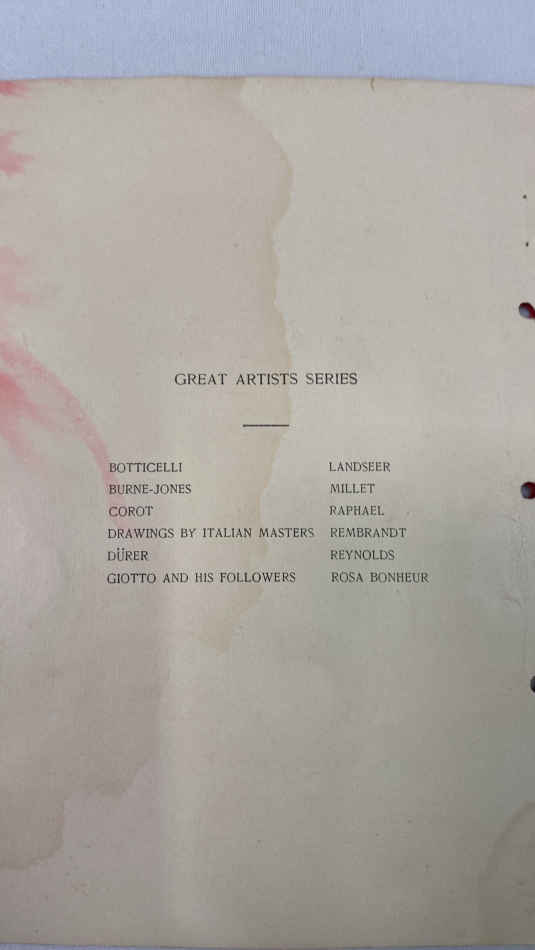 GREAT ARTISTS SERIES
BOTTICELLI
BURNE-JONES
COROT
DRAWINGS BY ITALIAN MASTERS
DÜRER
GIOTTO AND HIS FOLLOWERS
LANDSEER
MILLET
RAPHAEL
REMBRANDT
REYNOLDS
ROSA BONHEUR